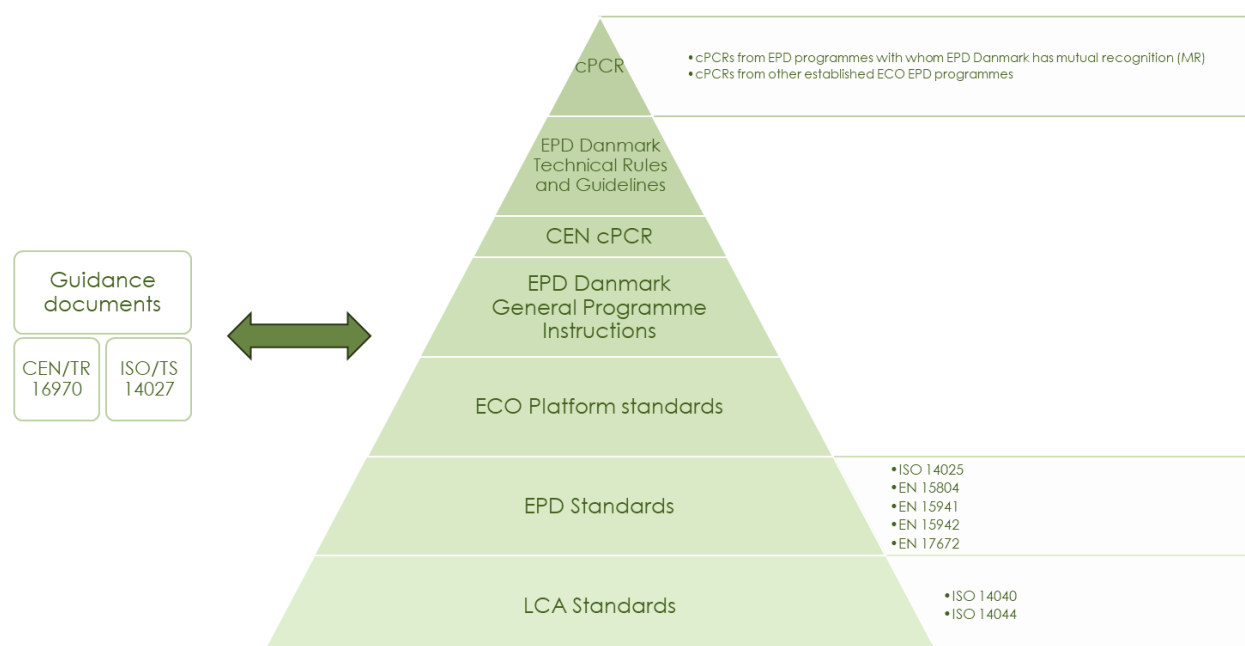 cPCR
• cPCRs from EPD programmes with whom EPD Danmark has mutual recognition (MR)
• cPCRs from other established ECO EPD programmes
EPD Danmark
Technical Rules
and Guidelines
CEN cPCR
Guidance
documents
CEN/TR
16970
ISO/TS
14027
EPD Danmark
General Programme
Instructions
ECO Platform standards
EPD Standards
• ISO 14025
• EN 15804
• EN 15941
• EN 15942
• EN 17672
LCA Standards
• ISO 14040
• ISO 14044